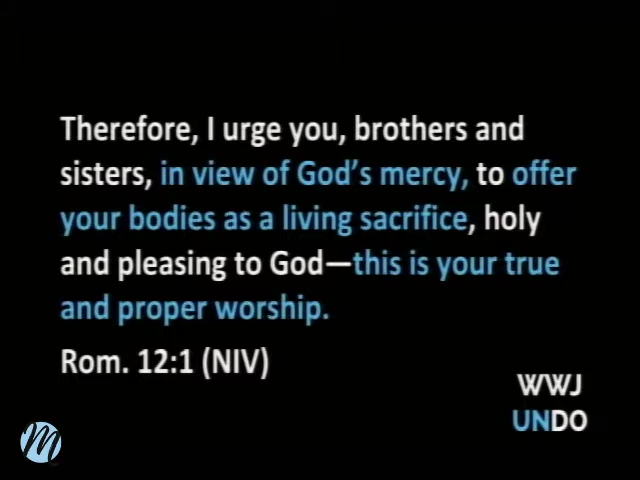 Therefore, I urge you, brothers and
sisters, in view of God's mercy, to offer
your bodies as a living sacrifice, holy
and pleasing to God—this is your true
and proper worship.
Rom. 12:1 (NIV)
WWJ
UNDO
M